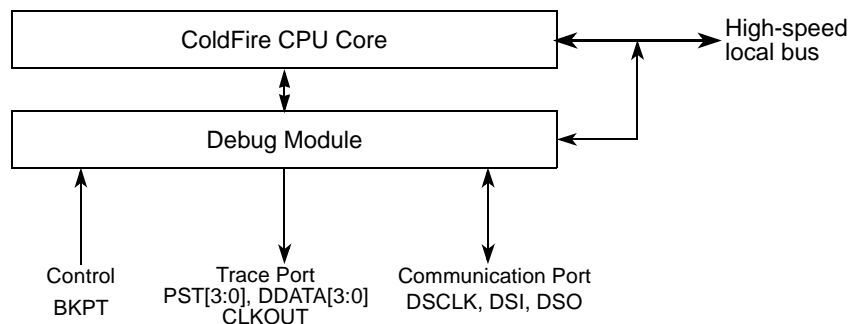 ColdFire CPU Core
High-speed
local bus
Debug Module
Control
BKPT
Trace Port
PST[3:0], DDATA[3:0]
CLKOUT
Communication Port
DSCLK, DSI, DSO